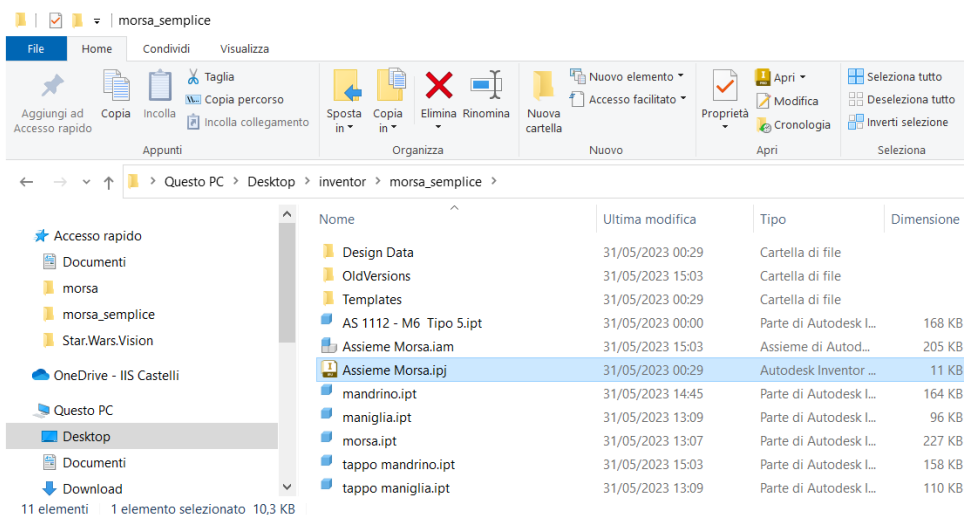 morsa_semplice
File Home Condividi Visualizza
Aggiungi ad Accesso rapido
Copia
Incolla
Taglia
Copia percorso
Incolla collegamento
Appunti
Sposta in
Copia in
Elimina
Rinomina
Organizza
Nuova cartella
Nuovo elemento
Accesso facilitato
Nuovo
Proprietà
Apri
Modifica
Cronologia
Apri
Seleziona tutto
Deseleziona tutto
Inverti selezione
Seleziona
Questo PC > Desktop > inventor > morsa_semplice >
Accesso rapido
Documenti
morsa
morsa_semplice
Star.Wars.Vision
OneDrive - IIS Castelli
Questo PC
Desktop
Documenti
Download
Nome Ultima modifica Tipo Dimensione
Design Data 31/05/2023 00:29 Cartella di file
OldVersions 31/05/2023 15:03 Cartella di file
Templates 31/05/2023 00:29 Cartella di file
AS 1112 - M6 Tipo 5.ipt 31/05/2023 00:00 Parte di Autodesk I... 168 KB
Assieme Morsa.iam 31/05/2023 15:03 Assieme di Autod... 205 KB
Assieme Morsa.ipj 31/05/2023 00:29 Autodesk Inventor ... 11 KB
mandrino.ipt 31/05/2023 14:45 Parte di Autodesk I... 164 KB
maniglia.ipt 31/05/2023 13:09 Parte di Autodesk I... 96 KB
morsa.ipt 31/05/2023 13:07 Parte di Autodesk I... 227 KB
tappo mandrino.ipt 31/05/2023 15:03 Parte di Autodesk I... 158 KB
tappo maniglia.ipt 31/05/2023 13:09 Parte di Autodesk I... 110 KB
11 elementi 1 elemento selezionato 10,3 KB